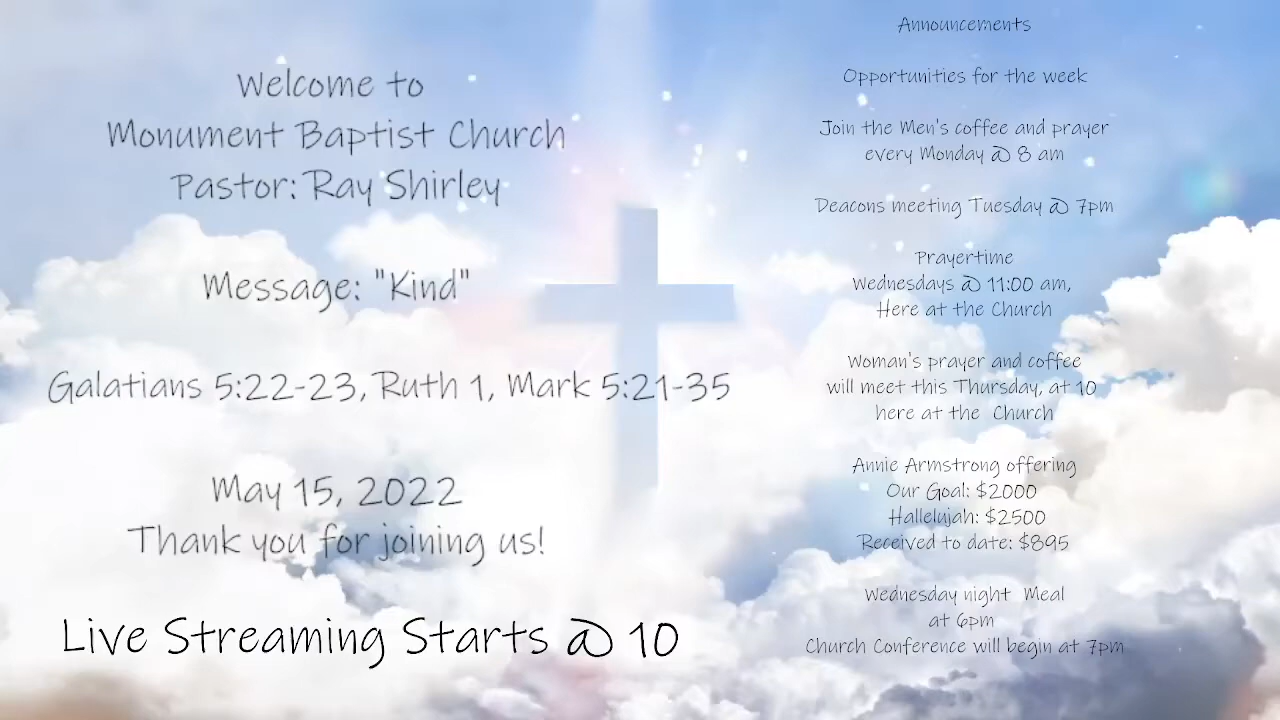 Welcome to
Monument Baptist Church
Pastor: Ray Shirley
Message: "Kind"
Galatians 5:22-23, Ruth 1, Mark 5:21-35
May 15, 2022
Thank you for joining us!
Live Streaming Starts @ 10
Announcements
Opportunities for the week
Join the Men's coffee and prayer
every Monday @ 8 am
Deacons meeting Tuesday @ 7pm
Prayertime
Wednesdays @ 11:00 am,
Here at the Church
Woman's prayer and coffee
will meet this Thursday, at 10
here at the Church
Annie Armstrong offering
Our Goal: $2000
Hallelujah: $2500
Received to date: $895
Wednesday night Meal
at 6pm
Church Conference will begin at 7pm